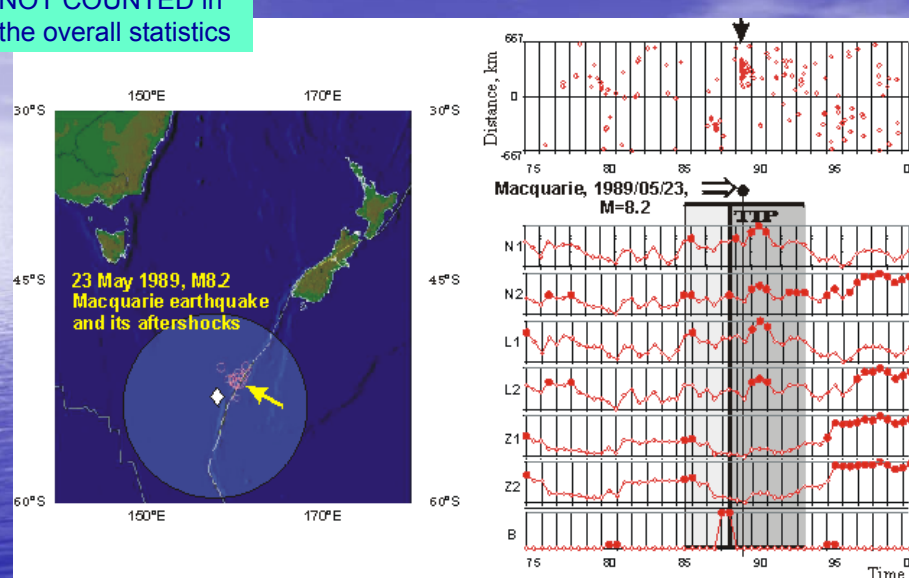 NOT COUNTED in
the overall statistics
150°E 170°E
30°S 30°S
45°S 45°S
23 May 1989, M8.2
Macquarie earthquake
and its aftershocks
60°S 60°S
150°E 170°E
667
Distance, km
0
-667
75 80 85 90 95
Macquarie, 1989/05/23,
M=8.2
TIP
N1
N2
L1
L2
Z1
Z2
B
75 80 85 90 95
Time